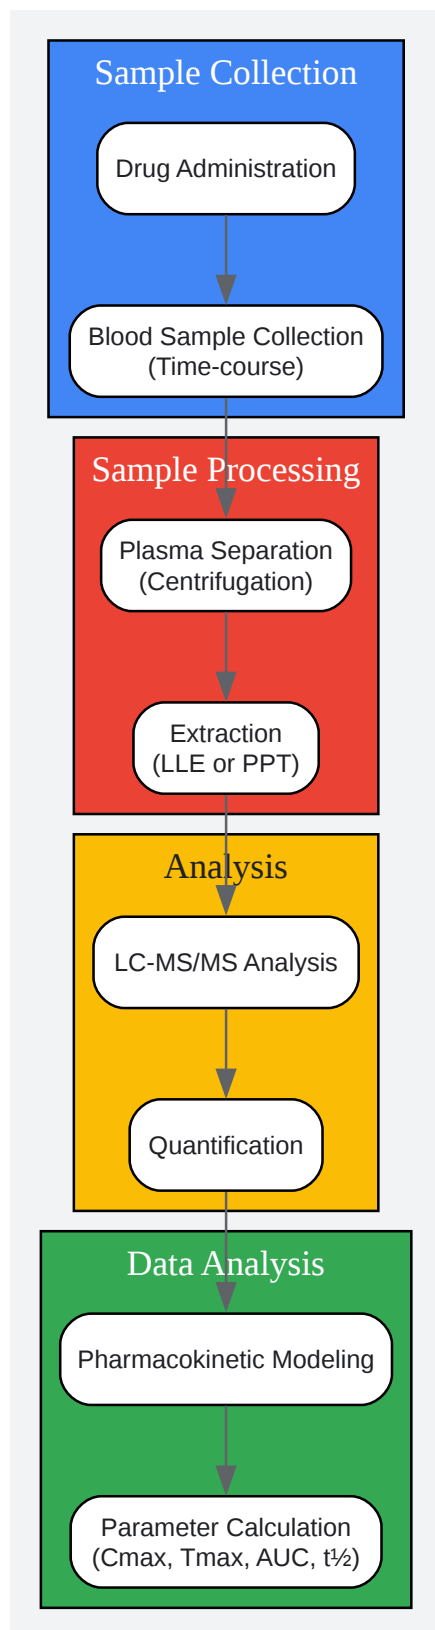 Sample Collection
Drug Administration
Blood Sample Collection
(Time-course)
Sample Processing
Plasma Separation
(Centrifugation)
Extraction
(LLE or PPT)
Analysis
LC-MS/MS Analysis
Quantification
Data Analysis
Pharmacokinetic Modeling
Parameter Calculation
(Cmax, Tmax, AUC, t½)